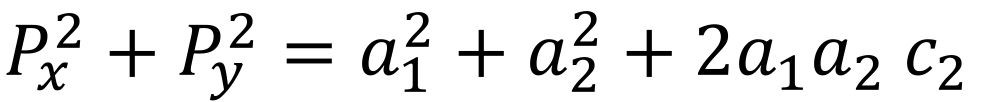 $P_x^2 + P_y^2 = a_1^2 + a_2^2 + 2a_1a_2 \, c_2$